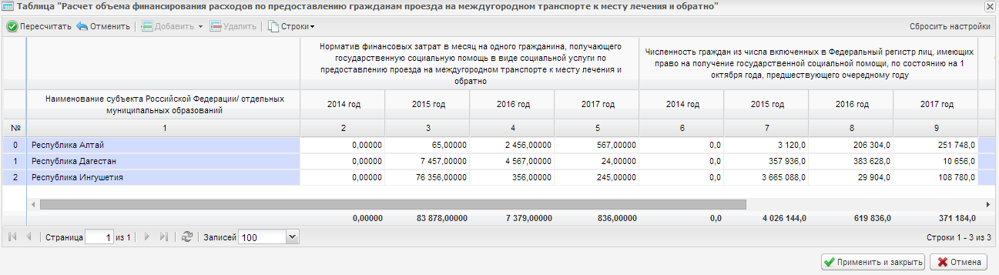 Таблица "Расчет объема финансирования расходов по предоставлению гражданам проезда на междугородном транспорте к месту лечения и обратно"
Пересчитать Отменить Добавить Удалить Строки Сбросить настройки
Норматив финансовых затрат в месяц на одного гражданина, получающего
государственную социальную помощь в виде социальной услуги по
предоставлению проезда на междугородном транспорте к месту лечения и
обратно
Численность граждан из числа включенных в Федеральный регистр лиц, имеющих
право на получение государственной социальной помощи, по состоянию на 1
октября года, предшествующего очередному году
Наименование субъекта Российской Федерации/ отдельных
муниципальных образований
2014 год 2015 год 2016 год 2017 год 2014 год 2015 год 2016 год 2017 год
№ 1 2 3 4 5 6 7 8 9
0 Республика Алтай 0,00000 65,00000 2 456,00000 567,00000 0,0 3 120,0 206 304,0 251 748,0
1 Республика Дагестан 0,00000 7 457,00000 4 567,00000 24,00000 0,0 357 936,0 383 628,0 10 656,0
2 Республика Ингушетия 0,00000 76 356,00000 356,00000 245,00000 0,0 3 665 088,0 29 904,0 108 780,0
0,00000 83 878,00000 7 379,00000 836,00000 0,0 4 026 144,0 619 836,0 371 184,0
Страница 1 из 1 Записей 100 Строки 1 - 3 из 3
Применить и закрыть Отмена